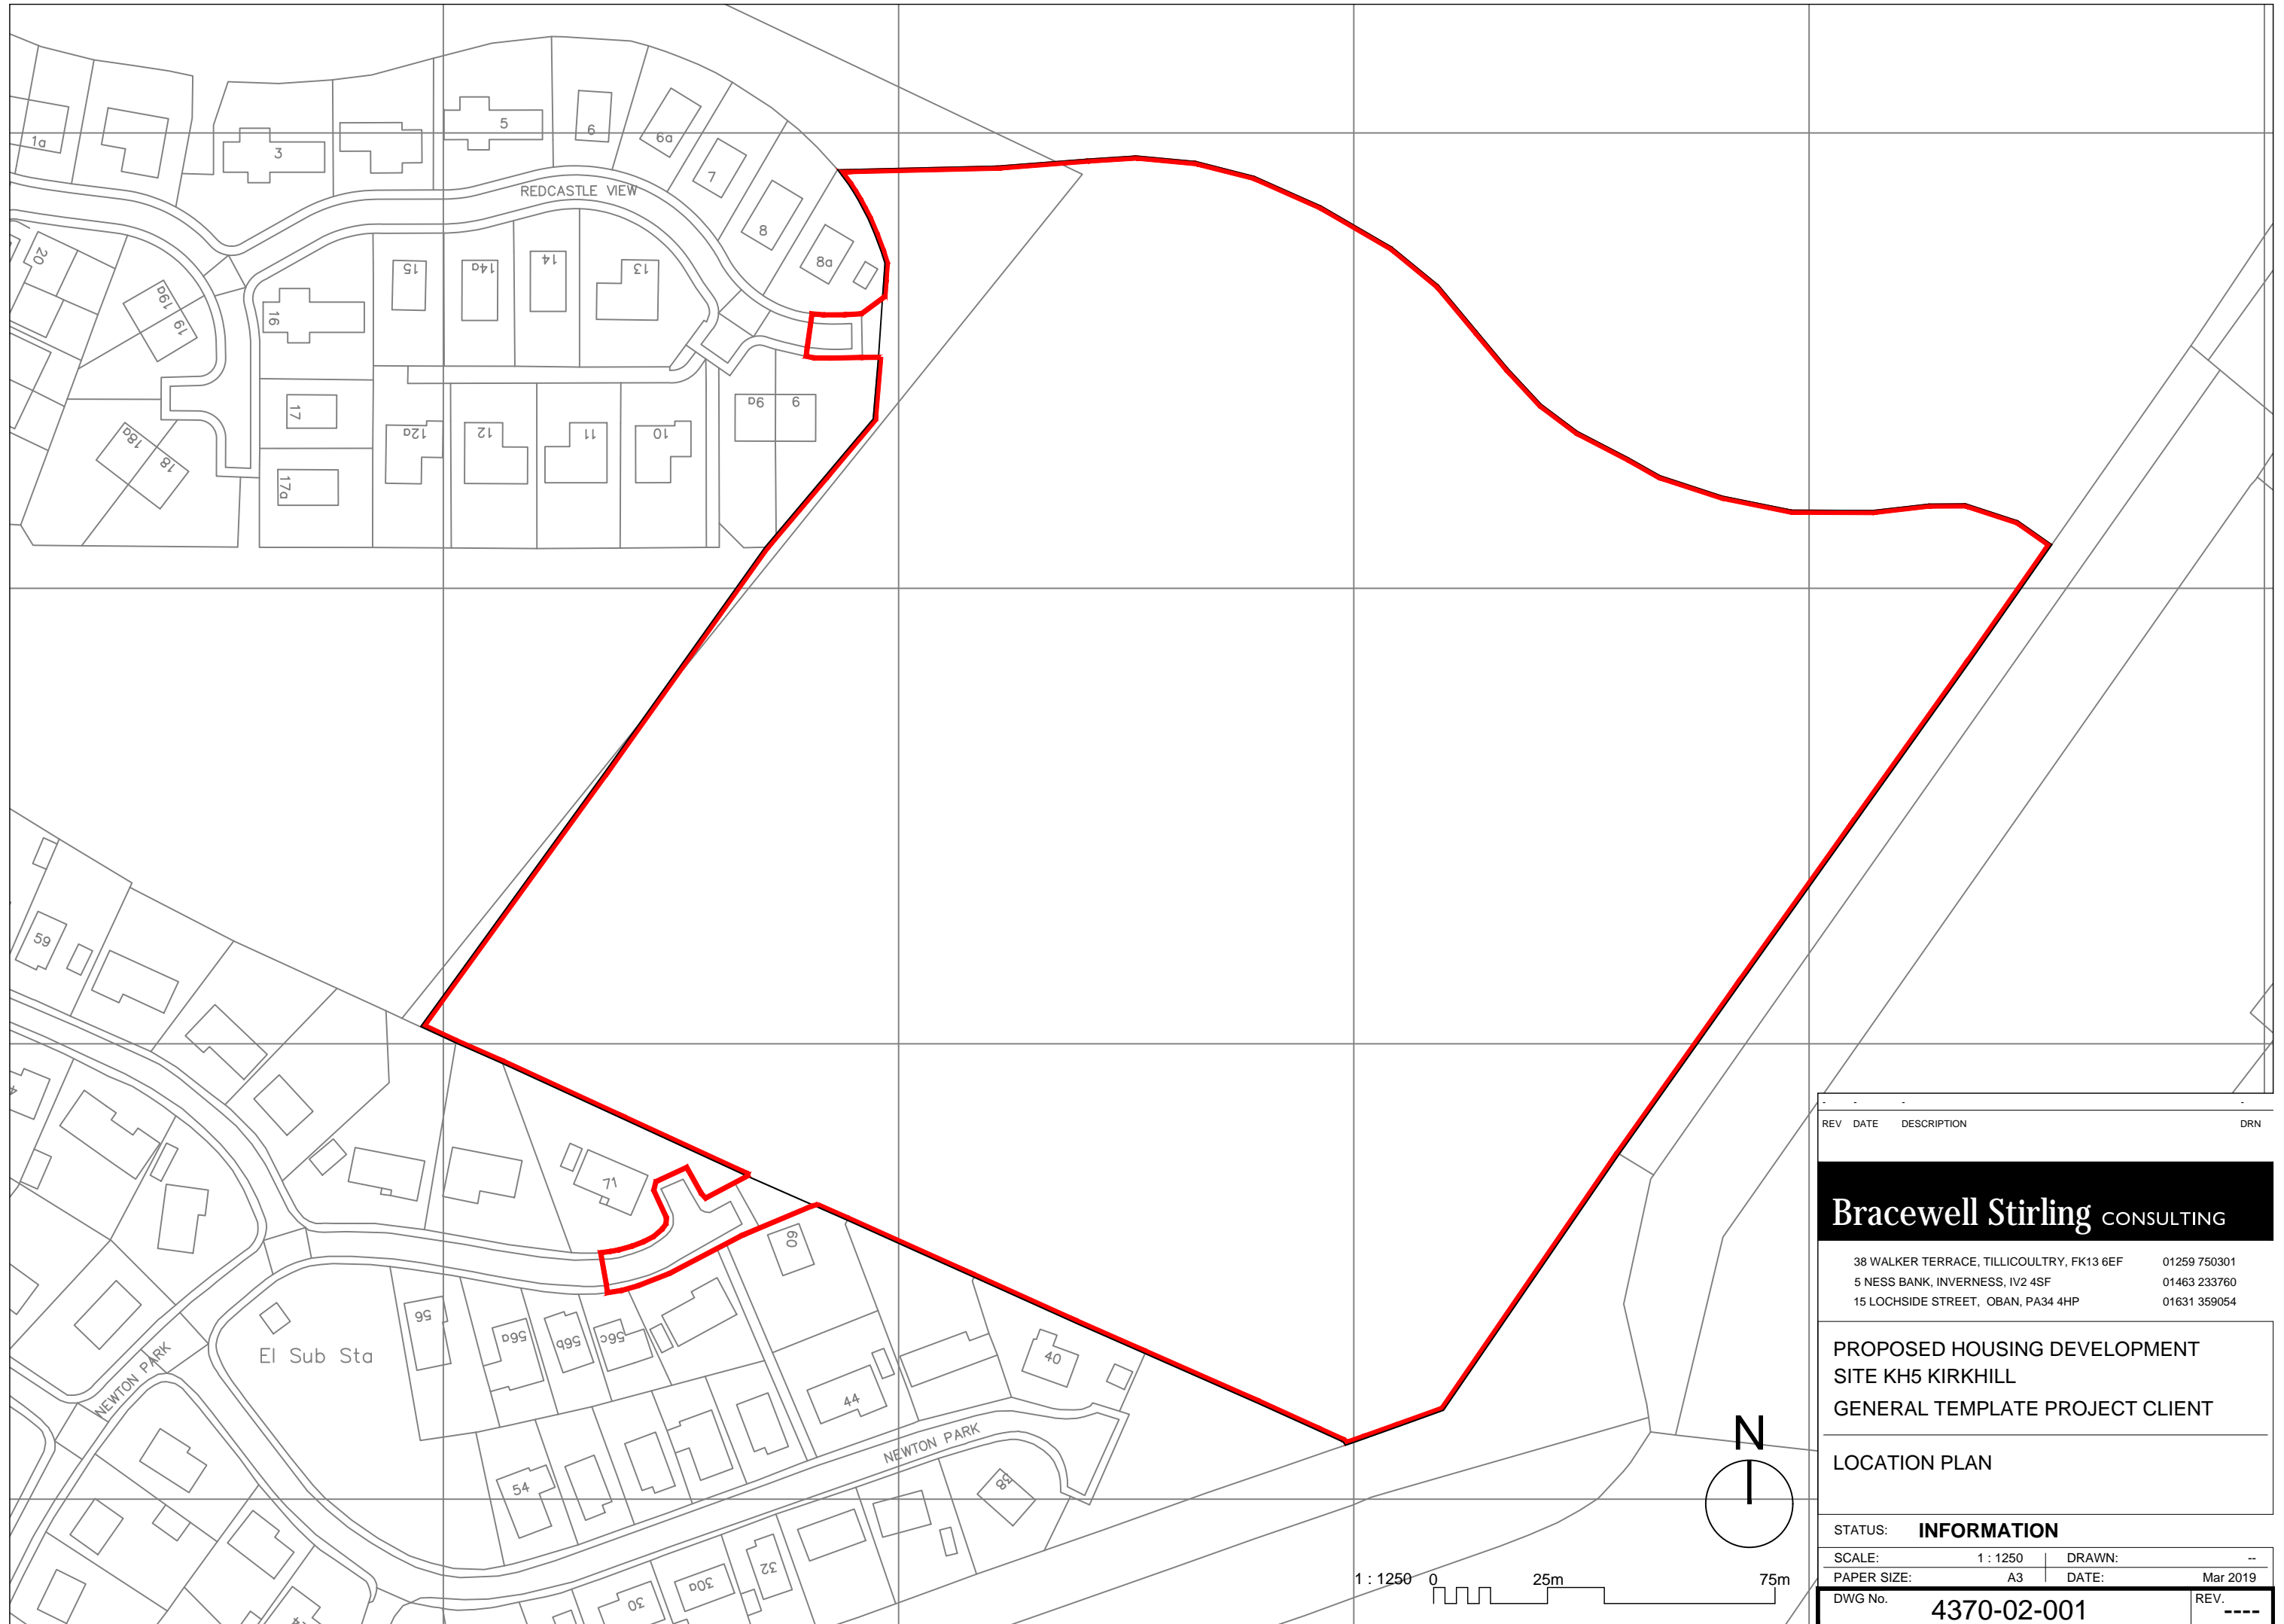 1a
3
5
6
6a
7
8
8a
REDCASTLE VIEW
20
19a
19
16
15
14a
14
13
17
17a
18a
18
12a
12
11
10
9a
9
59
71
60
56
56a
56b
56c
El Sub Sta
NEWTON PARK
54
44
40
NEWTON PARK
38
32
30a
30
N
1 : 1250 0 25m 75m
- - - -
REV DATE DESCRIPTION DRN
Bracewell Stirling CONSULTING
38 WALKER TERRACE, TILLICOULTRY, FK13 6EF 01259 750301
5 NESS BANK, INVERNESS, IV2 4SF 01463 233760
15 LOCHSIDE STREET, OBAN, PA34 4HP 01631 359054
PROPOSED HOUSING DEVELOPMENT
SITE KH5 KIRKHILL
GENERAL TEMPLATE PROJECT CLIENT
LOCATION PLAN
STATUS: INFORMATION
SCALE: 1 : 1250 DRAWN: --
PAPER SIZE: A3 DATE: Mar 2019
DWG No. 4370-02-001 REV. ----